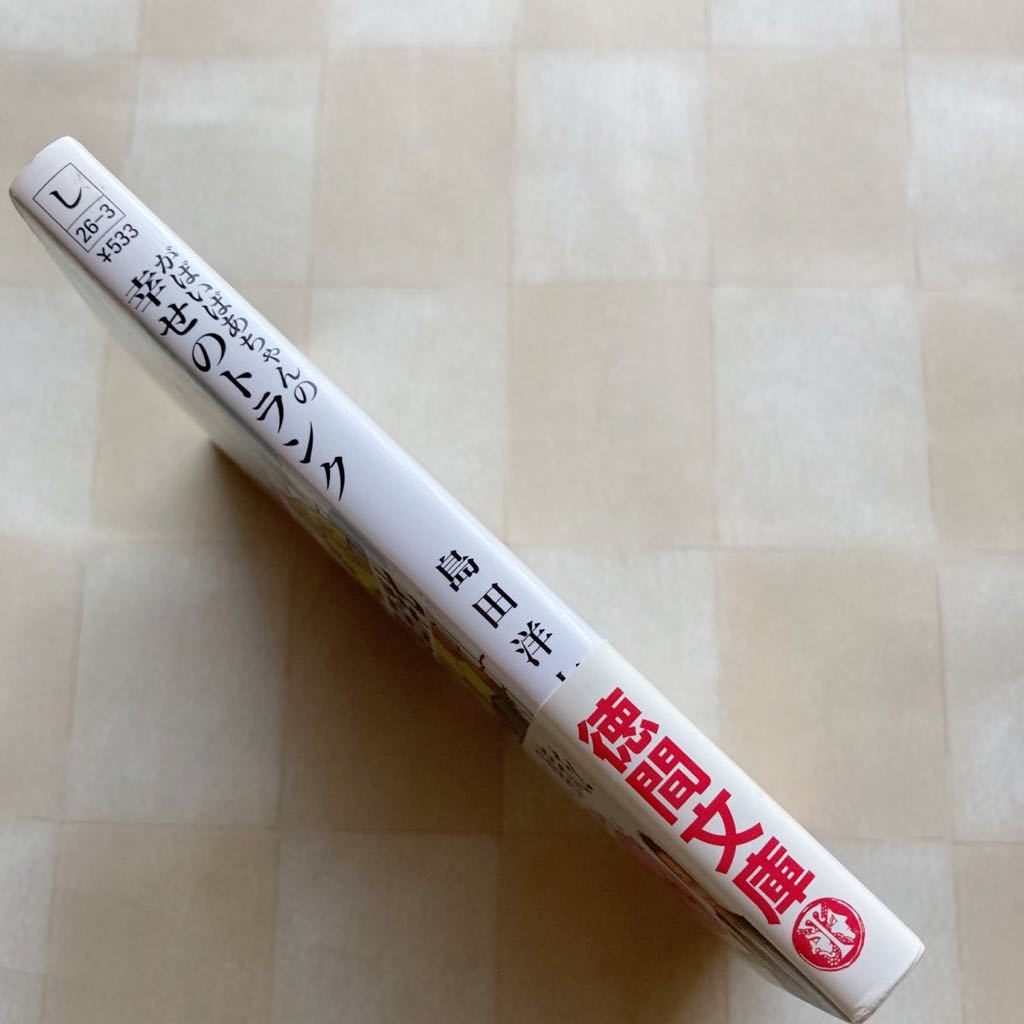 し
26-3
¥533
がばいばあちゃんの
幸せのトランク
島田洋
徳間文庫